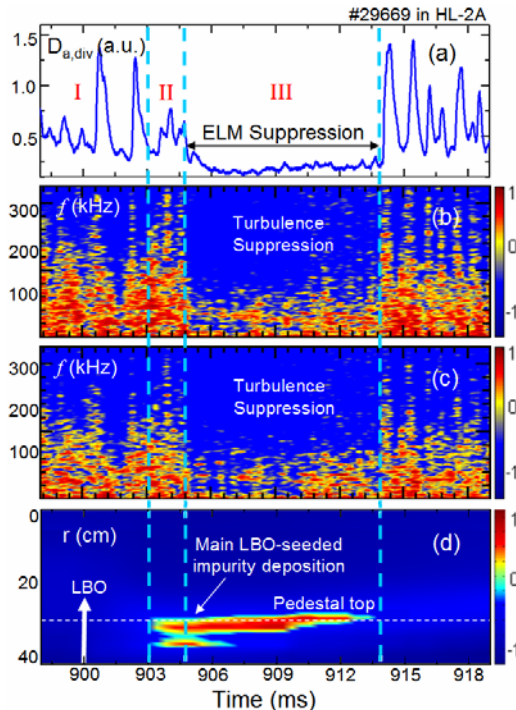 #29669 in HL-2A
D_{a,div} (a.u.)
(a)
I
II
III
ELM Suppression
1.5
1.0
0.5
f (kHz)
(b)
Turbulence
Suppression
300
200
100
1
0
-1
f (kHz)
(c)
Turbulence
Suppression
300
200
100
0
1
0
-1
r (cm)
(d)
Main LBO-seeded
impurity deposition
LBO
Pedestal top
0
20
40
1
0
-1
900 903 906 909 912 915 918
Time (ms)